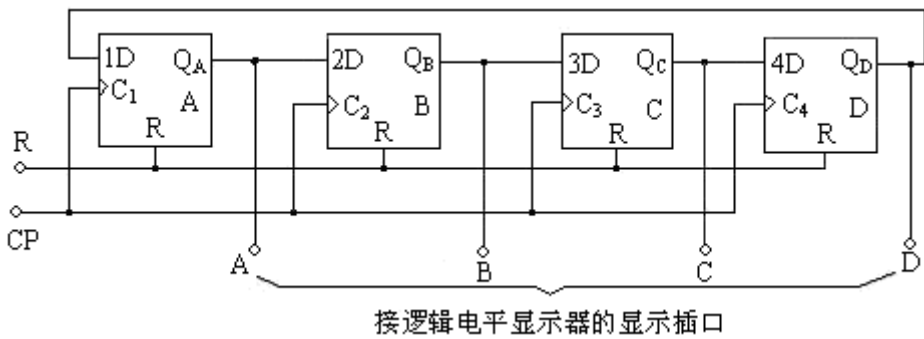 1D QA 2D QB 3D QC 4D QD
C1 A C2 B C3 C C4 D
R R R R
R
CP
A B C D
接逻辑电平显示器的显示插口